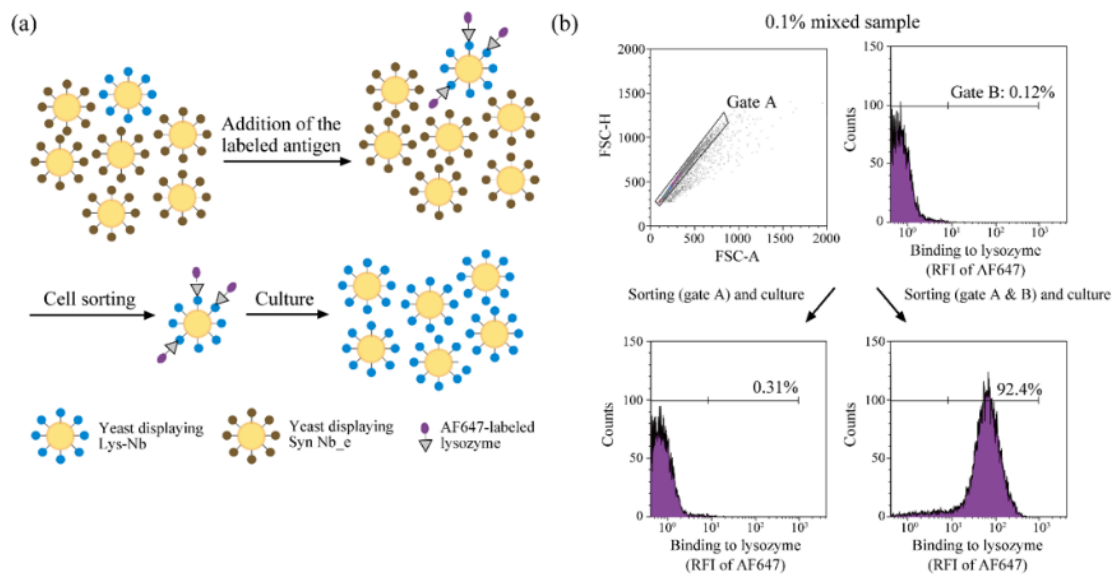 (a)
Addition of the
labeled antigen
Cell sorting
Culture
Yeast displaying
Lys-Nb
Yeast displaying
Syn Nb_e
AF647-labeled
lysozyme
(b)
0.1% mixed sample
2000
1500
1000
500
0
FSC-H
Gate A
0
500
1000
1500
2000
FSC-A
150
100
50
0
Counts
Gate B: 0.12%
10⁰
10¹
10²
10³
Binding to lysozyme
(RFI of AF647)
Sorting (gate A) and culture
Sorting (gate A & B) and culture
150
100
50
0
Counts
0.31%
10⁰
10¹
10²
10³
Binding to lysozyme
(RFI of AF647)
150
100
50
0
Counts
92.4%
10⁰
10¹
10²
10³
Binding to lysozyme
(RFI of AF647)